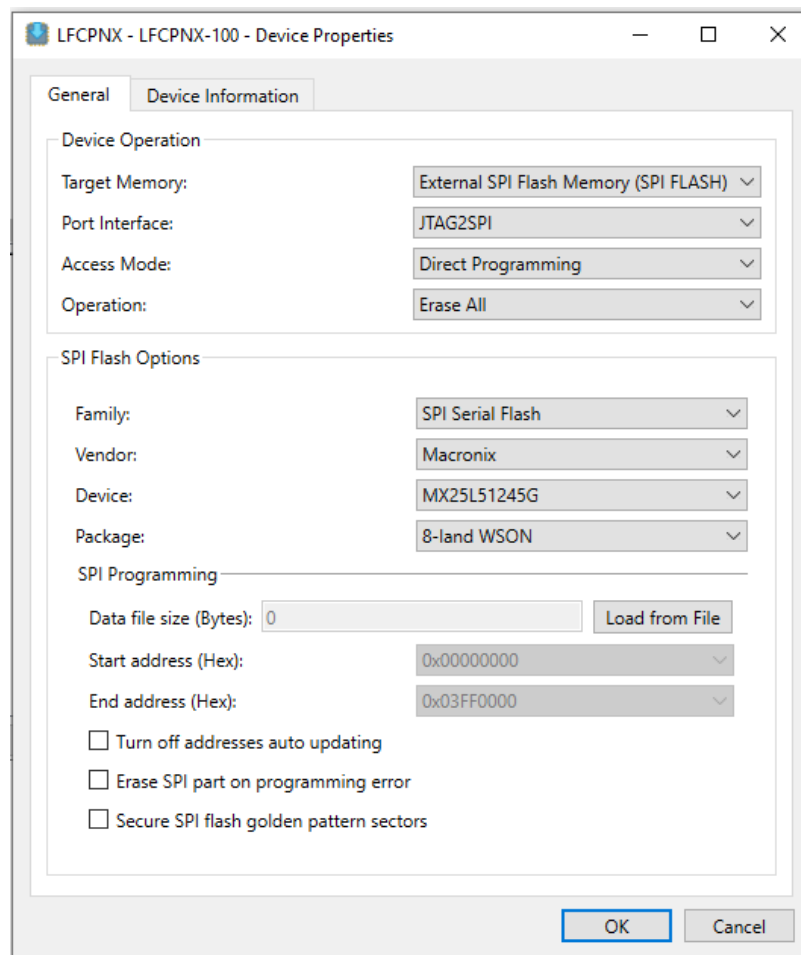 LFCPNX - LFCPNX-100 - Device Properties
General Device Information
Device Operation
Target Memory: External SPI Flash Memory (SPI FLASH)
Port Interface: JTAG2SPI
Access Mode: Direct Programming
Operation: Erase All
SPI Flash Options
Family: SPI Serial Flash
Vendor: Macronix
Device: MX25L51245G
Package: 8-land WSON
SPI Programming
Data file size (Bytes): 0 Load from File
Start address (Hex): 0x00000000
End address (Hex): 0x03FF0000
Turn off addresses auto updating
Erase SPI part on programming error
Secure SPI flash golden pattern sectors
OK Cancel